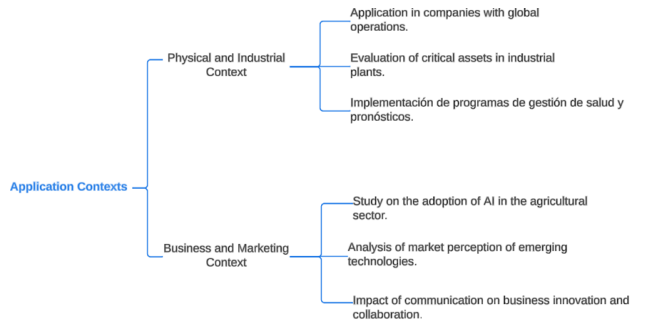 Application in companies with global
operations.
Physical and Industrial
Context
Evaluation of critical assets in industrial
plants.
Implementación de programas de gestión de salud y
pronósticos.
Application Contexts
Study on the adoption of AI in the agricultural
sector.
Business and Marketing
Context
Analysis of market perception of emerging
technologies.
Impact of communication on business innovation and
collaboration.